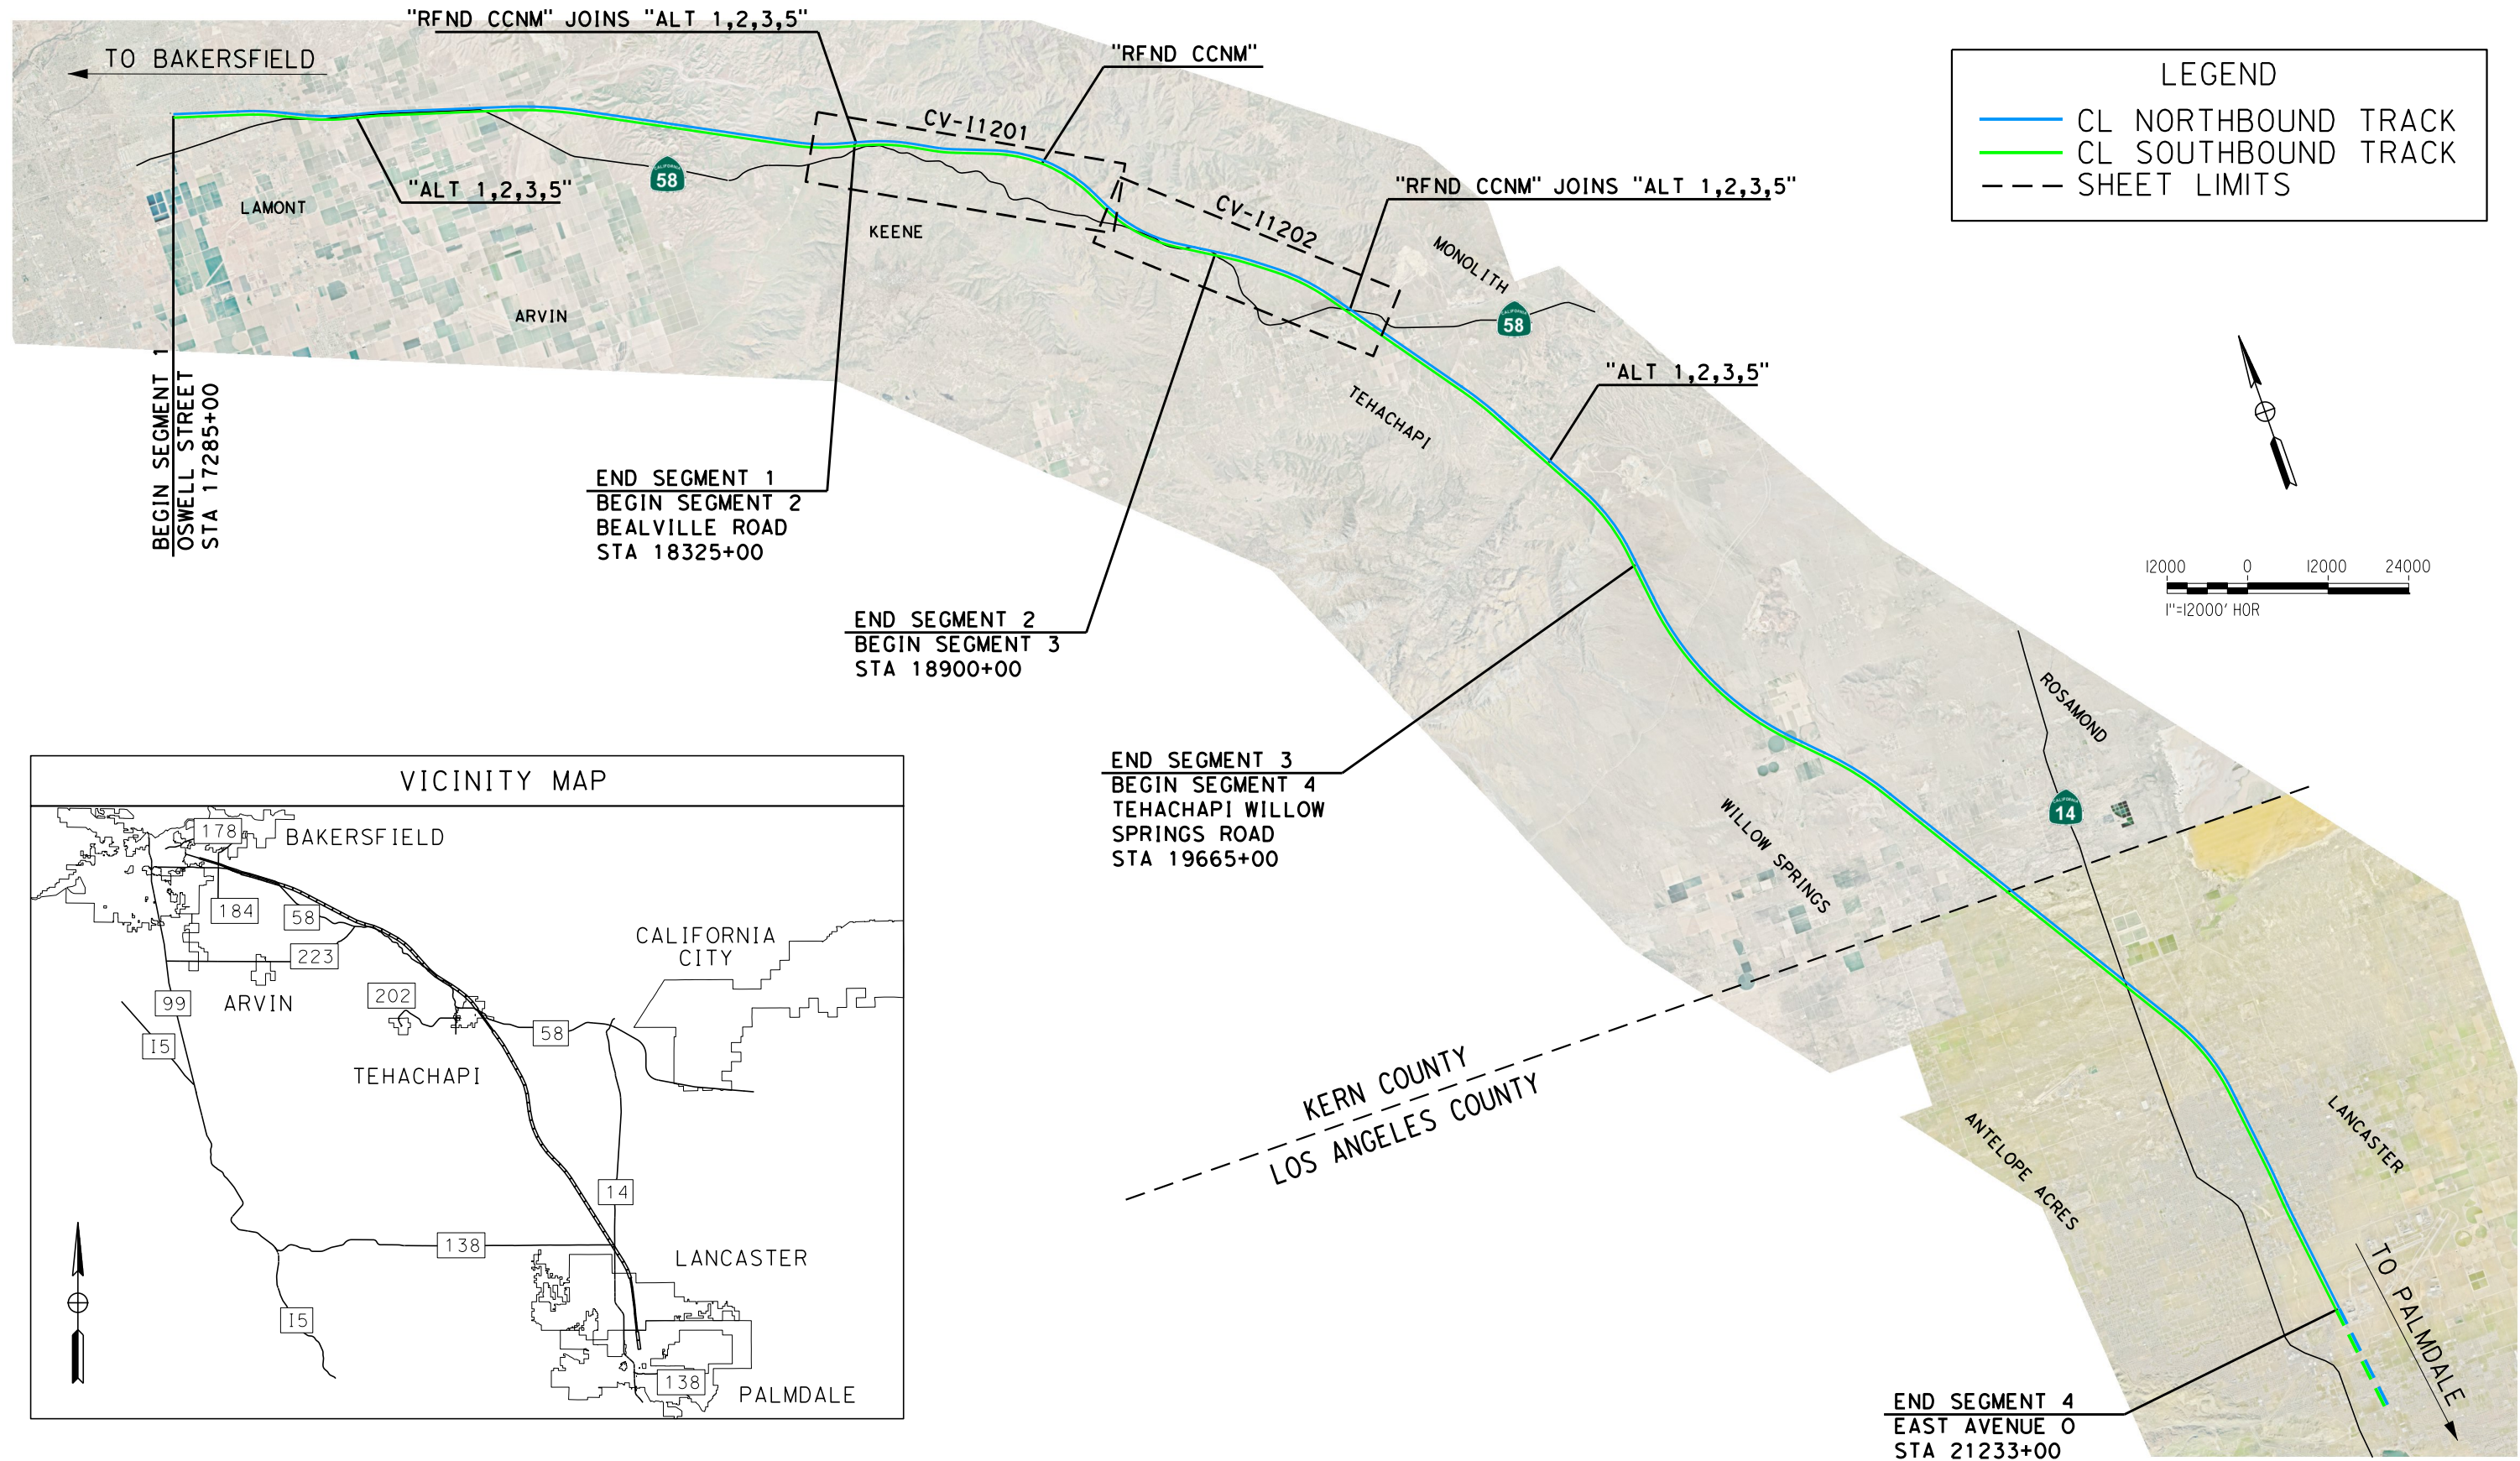 "RFND CCNM" JOINS "ALT 1,2,3,5"
TO BAKERSFIELD
"RFND CCNM"
CV-I1201
"ALT 1,2,3,5"
CALIFORNIA
58
LAMONT
KEENE
ARVIN
CV-I1202
"RFND CCNM" JOINS "ALT 1,2,3,5"
MONOLITH
CALIFORNIA
58
"ALT 1,2,3,5"
TEHACHAPI
LEGEND
CL NORTHBOUND TRACK
CL SOUTHBOUND TRACK
SHEET LIMITS
BEGIN SEGMENT 1
OSWELL STREET
STA 17285+00
END SEGMENT 1
BEGIN SEGMENT 2
BEALVILLE ROAD
STA 18325+00
END SEGMENT 2
BEGIN SEGMENT 3
STA 18900+00
12000 0 12000 24000
1"=12000' HOR
END SEGMENT 3
BEGIN SEGMENT 4
TEHACHAPI WILLOW
SPRINGS ROAD
STA 19665+00
ROSAMOND
CALIFORNIA
14
WILLOW SPRINGS
KERN COUNTY
LOS ANGELES COUNTY
ANTELOPE ACRES
LANCASTER
TO PALMDALE
END SEGMENT 4
EAST AVENUE O
STA 21233+00
VICINITY MAP
178
BAKERSFIELD
184
58
223
CALIFORNIA
CITY
99
ARVIN
202
I5
58
TEHACHAPI
14
138
LANCASTER
I5
138
PALMDALE